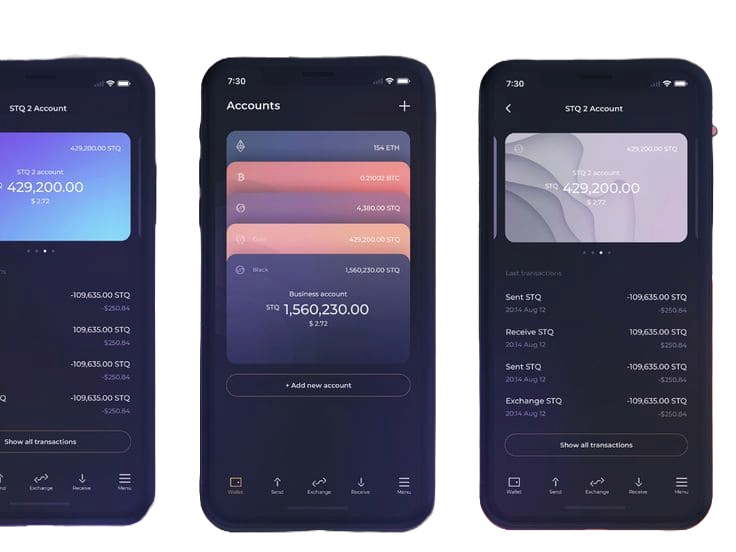 STQ 2 Account
429,200.00 STQ
STQ 2 account
429,200.00
$ 2.72
-109,635.00 STQ
-$250.84
109,635.00 STQ
$250.84
-109,635.00 STQ
-$250.84
-109,635.00 STQ
-$250.84
Show all transactions
Exchange Receive Menu
7:30
Accounts +
154 ETH
0.21002 BTC
4,380.00 STQ
Gold 429,200.00 STQ
Black 1,560,230.00 STQ
Business account
STQ 1,560,230.00
$ 2.72
+ Add new account
Wallet Send Exchange Receive Menu
7:30
STQ 2 Account
429,200.00 STQ
STQ 2 account
STQ 429,200.00
$ 2.72
Last transactions
Sent STQ -109,635.00 STQ
20:14 Aug 12 -$250.84
Receive STQ 109,635.00 STQ
20:14 Aug 12 $250.84
Sent STQ -109,635.00 STQ
20:14 Aug 12 -$250.84
Exchange STQ -109,635.00 STQ
20:14 Aug 12 -$250.84
Show all transactions
Wallet Send Exchange Receive Menu